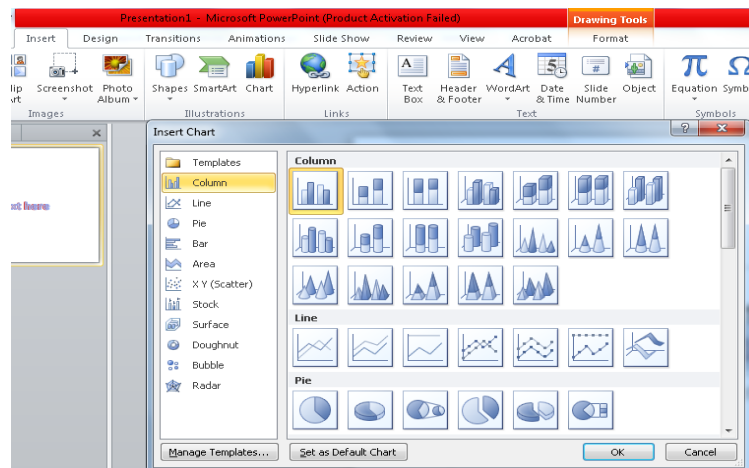 Presentation1 - Microsoft PowerPoint (Product Activation Failed)
Drawing Tools
Insert Design Transitions Animations Slide Show Review View Acrobat Format
Screenshot Photo Album Shapes SmartArt Chart Hyperlink Action Text Box Header & Footer WordArt Date & Time Slide Number Object Equation
Images Illustrations Links Text Symbols
Insert Chart
here
Templates
Column
Line
Pie
Bar
Area
X Y (Scatter)
Stock
Surface
Doughnut
Bubble
Radar
Column
Line
Pie
Manage Templates...
Set as Default Chart
OK
Cancel